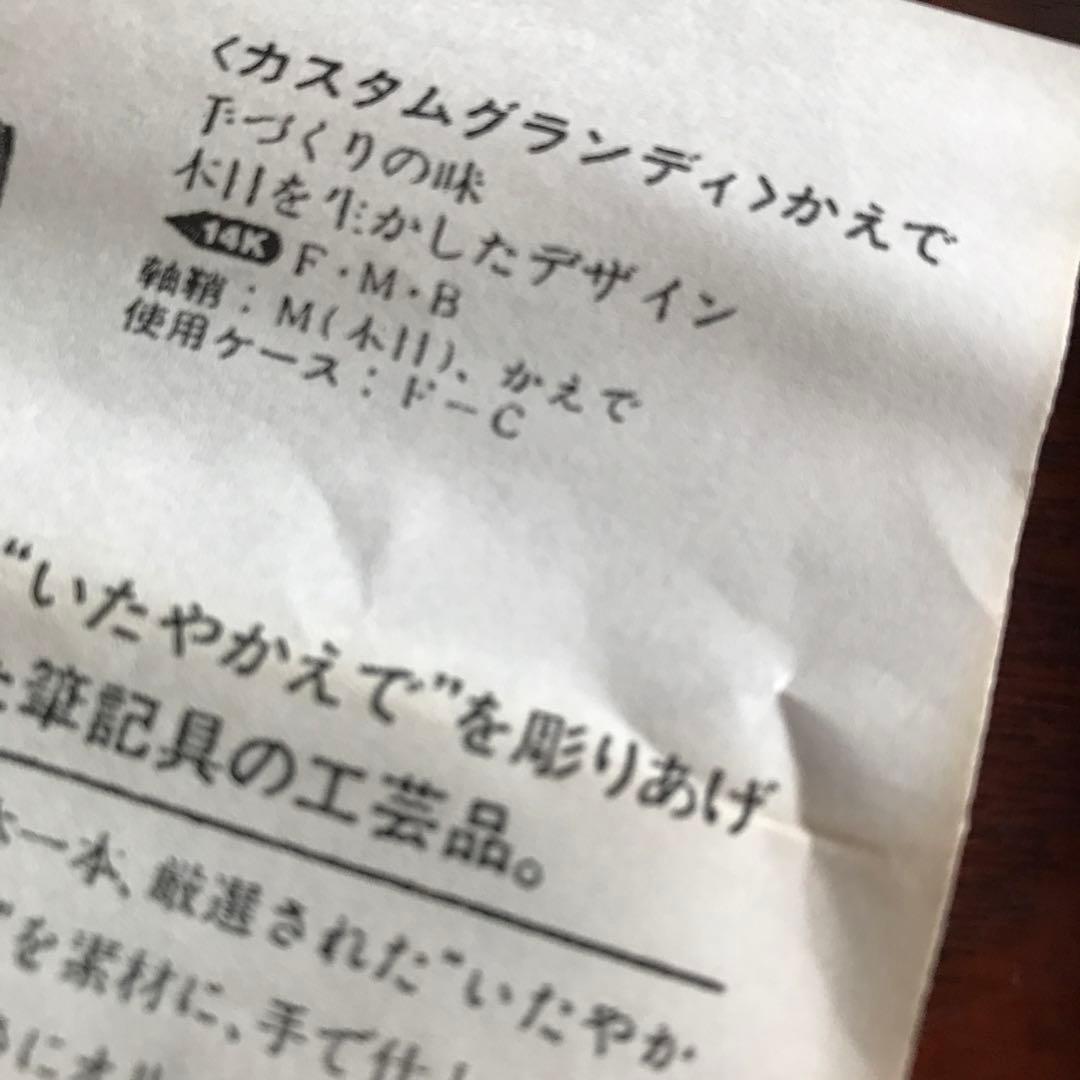 〈カスタムグランディ〉かえで
手づくりの味
木目を生かしたデザイン
14K F・M・B
軸鞘：M(木目)、かえで
使用ケース：F－C
“いたやかえで”を彫りあげ
た筆記具の工芸品。
本一本、厳選された“いたやか
”を素材に、手で仕上